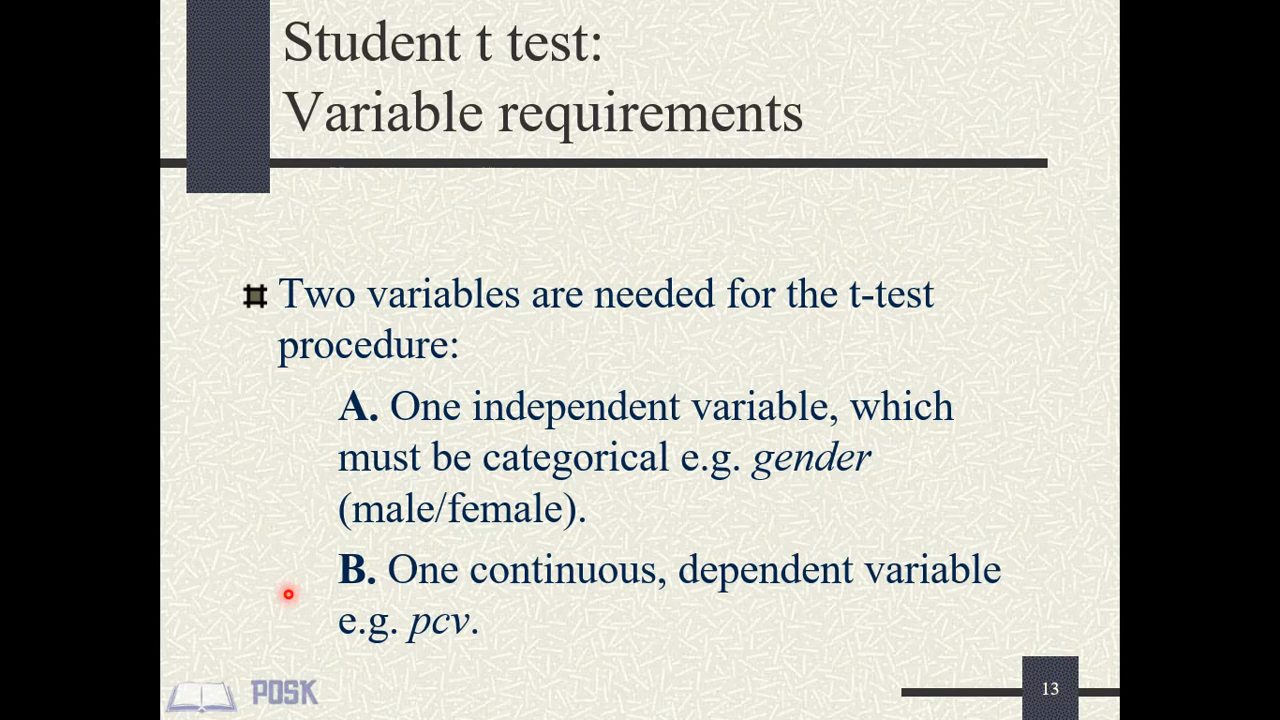 Student t test:
Variable requirements
Two variables are needed for the t-test
procedure:
A. One independent variable, which
must be categorical e.g. gender
(male/female).
B. One continuous, dependent variable
e.g. pcv.
POSK
13